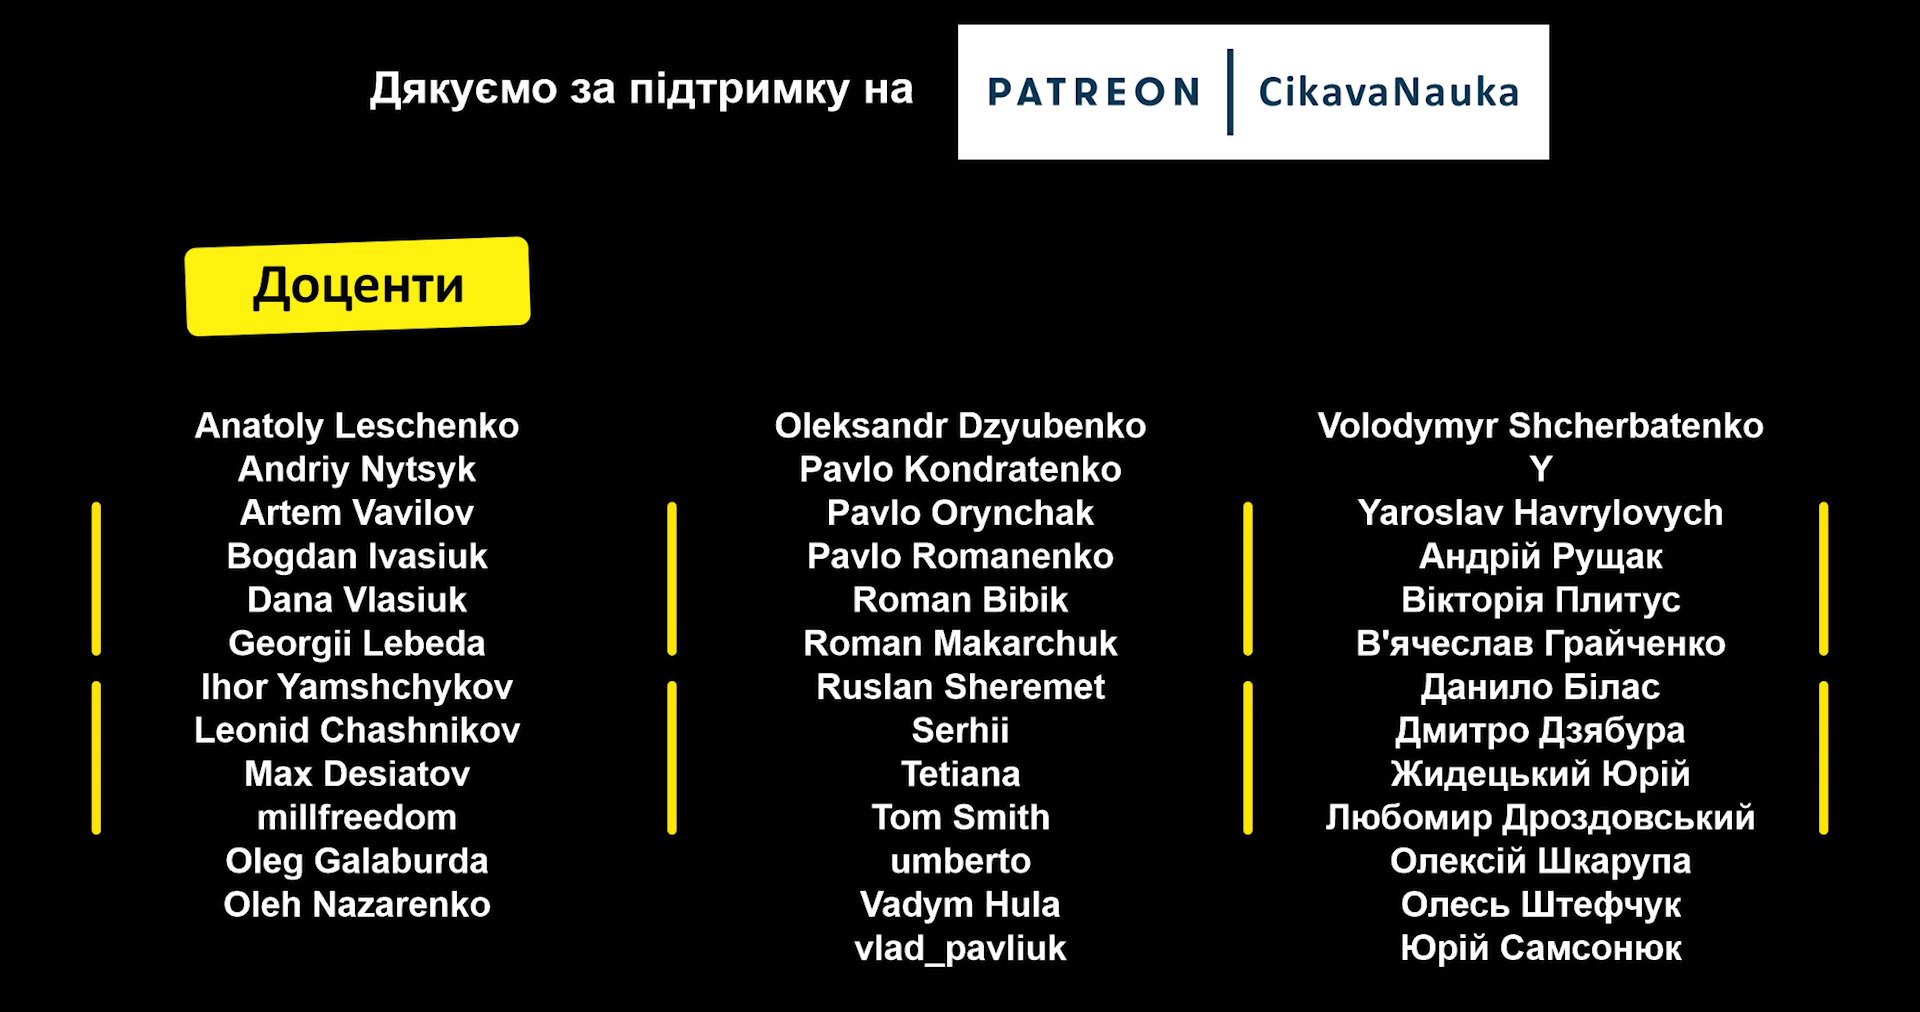 Дякуємо за підтримку на
PATREON | CikavaNauka
Доценти
Anatoly Leschenko
Andriy Nytsyk
Artem Vavilov
Bogdan Ivasiuk
Dana Vlasiuk
Georgii Lebeda
Ihor Yamshchykov
Leonid Chashnikov
Max Desiatov
millfreedom
Oleg Galaburda
Oleh Nazarenko
Oleksandr Dzyubenko
Pavlo Kondratenko
Pavlo Orynchak
Pavlo Romanenko
Roman Bibik
Roman Makarchuk
Ruslan Sheremet
Serhii
Tetiana
Tom Smith
umberto
Vadym Hula
vlad_pavliuk
Volodymyr Shcherbatenko
Y
Yaroslav Havrylovych
Андрій Рущак
Вікторія Плитус
В'ячеслав Грайченко
Данило Білас
Дмитро Дзябура
Жидецький Юрій
Любомир Дроздовський
Олексій Шкарупа
Олесь Штефчук
Юрій Самсонюк